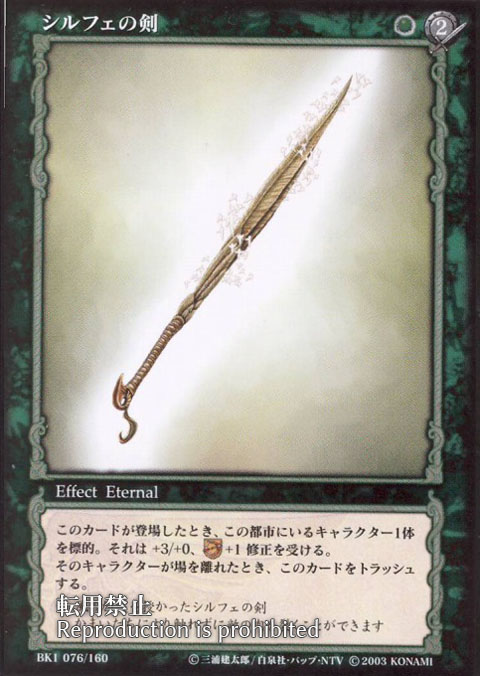 シルフェの剣
2
Effect Eternal
このカードが登場したとき、この都市にいるキャラクター1体
を標的。それは +3/+0、 +1 修正を受ける。
そのキャラクターが場を離れたとき、このカードをトラッシュ
する。
かったシルフェの剣
転用禁止
ができます
Reproduction is prohibited
BK1 076/160
©三浦建太郎/白泉社・バップ・NTV ©2003 KONAMI